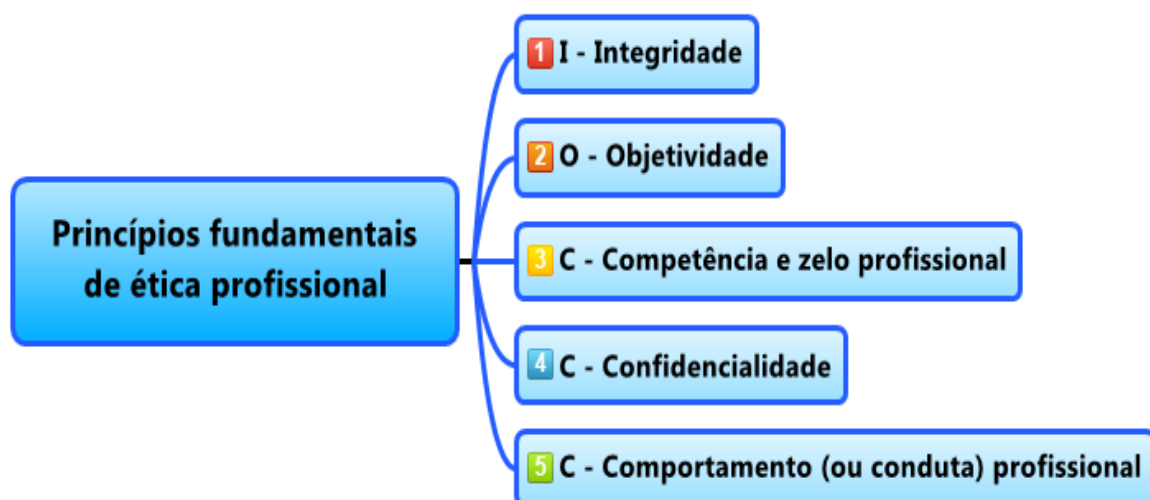 Princípios fundamentais
de ética profissional
1 I - Integridade
2 O - Objetividade
3 C - Competência e zelo profissional
4 C - Confidencialidade
5 C - Comportamento (ou conduta) profissional